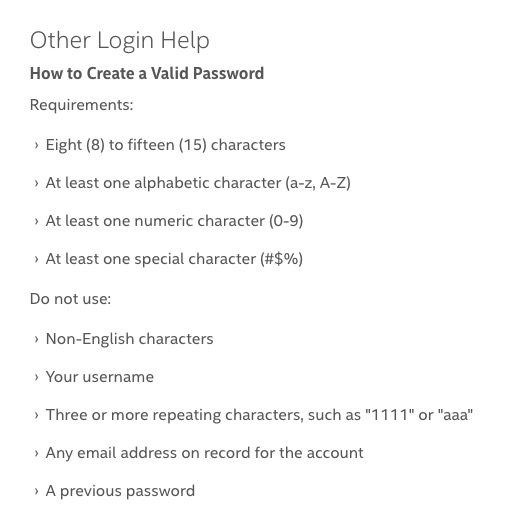 Other Login Help
How to Create a Valid Password
Requirements:
› Eight (8) to fifteen (15) characters
› At least one alphabetic character (a-z, A-Z)
› At least one numeric character (0-9)
› At least one special character (#$%)
Do not use:
› Non-English characters
› Your username
› Three or more repeating characters, such as "1111" or "aaa"
› Any email address on record for the account
› A previous password